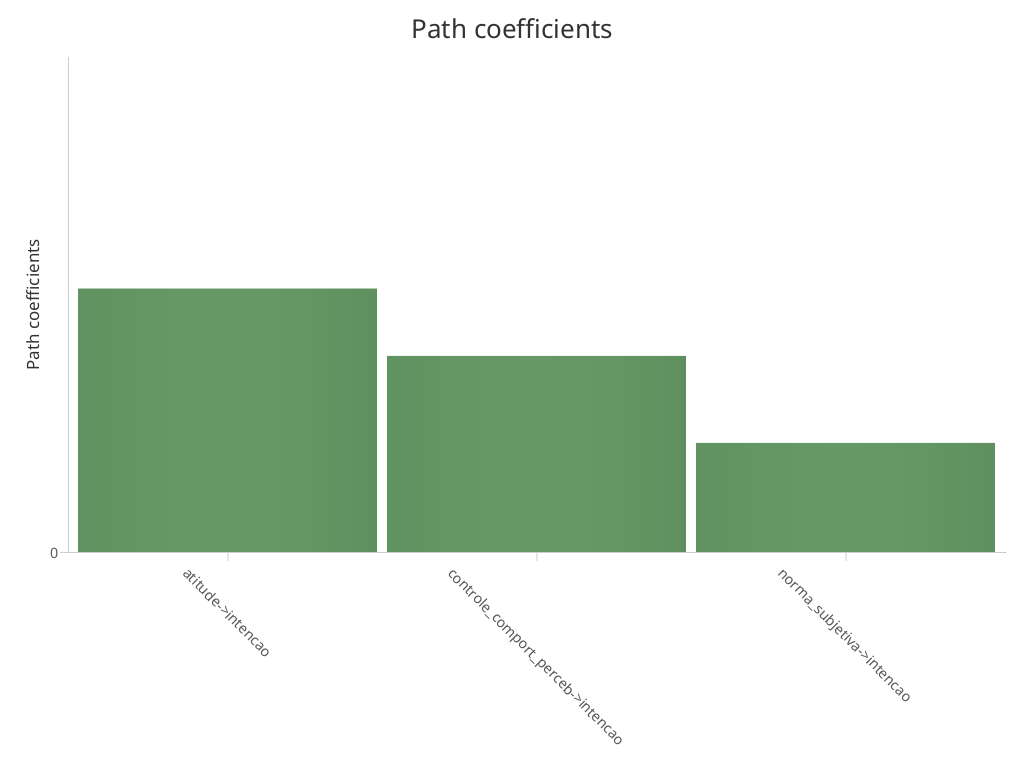 Path coefficients
Path coefficients
0
atitude->intencao
controle_comport_perceb->intencao
norma_subjetiva->intencao